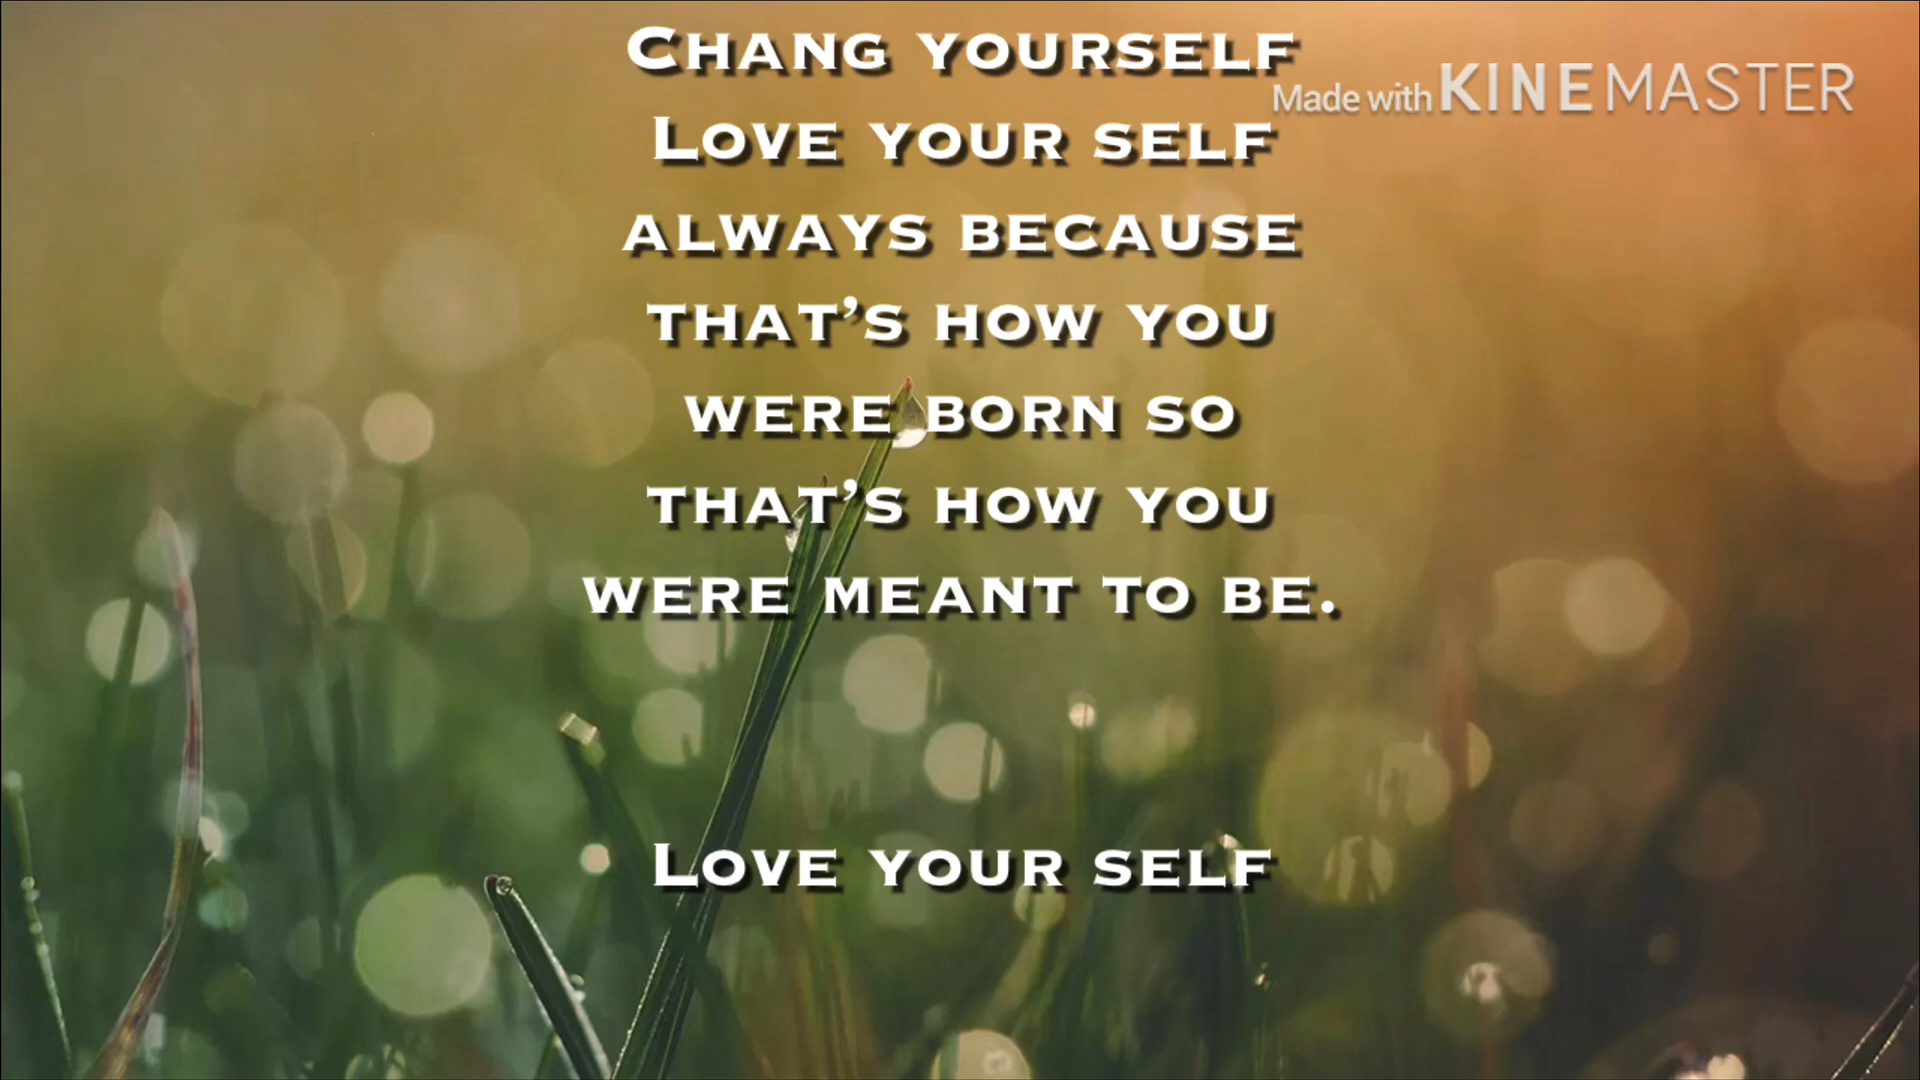 Chang yourself
Made with KINEMASTER
Love your self
always because
that's how you
were born so
that's how you
were meant to be.
Love your self